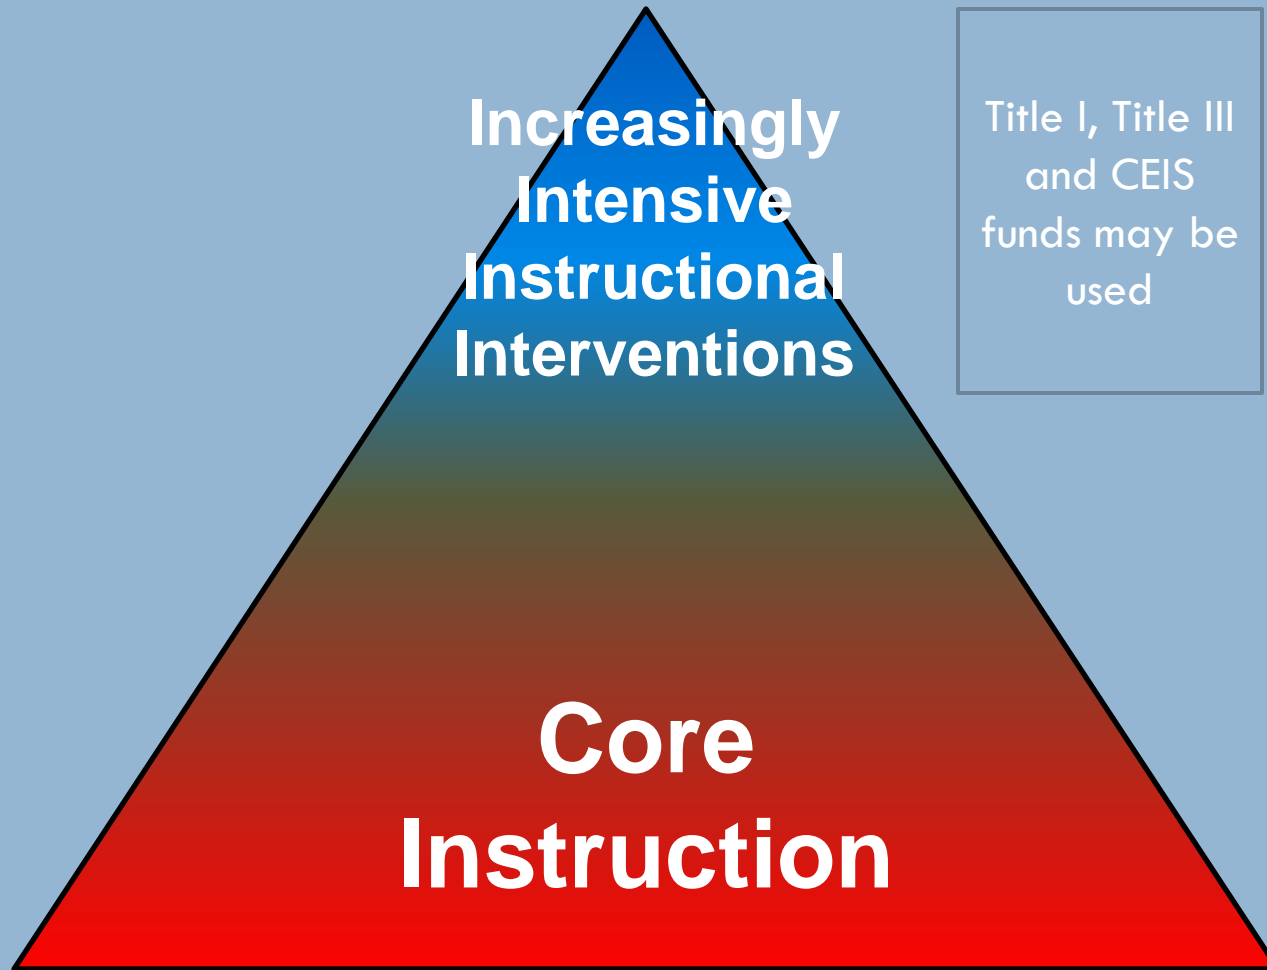 Increasingly
Intensive
Instructional
Interventions
Title I, Title III
and CEIS
funds may be
used
Core
Instruction